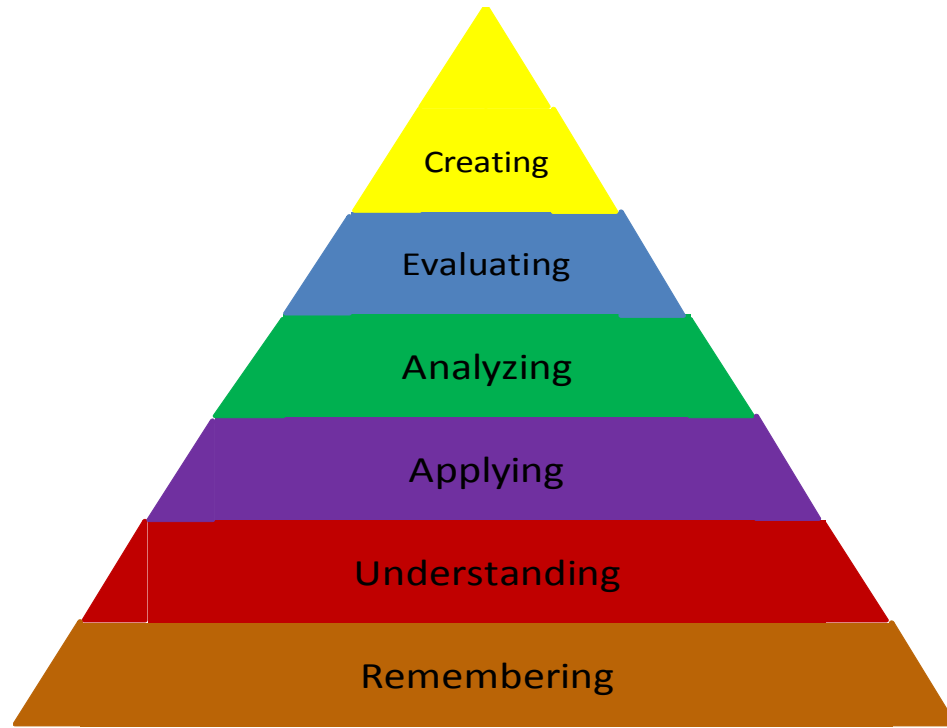 Creating
Evaluating
Analyzing
Applying
Understanding
Remembering